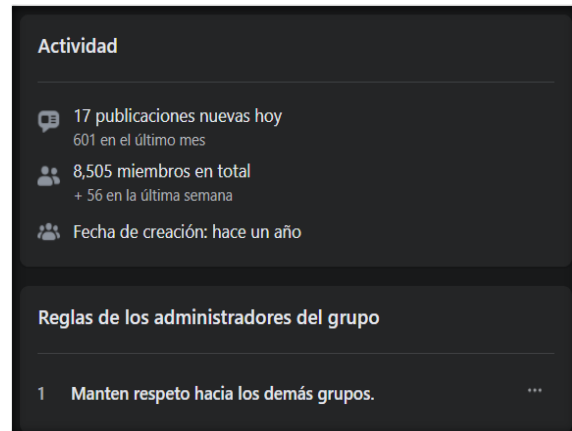 Actividad
17 publicaciones nuevas hoy
601 en el último mes
8,505 miembros en total
+ 56 en la última semana
Fecha de creación: hace un año
Reglas de los administradores del grupo
1 Manten respeto hacia los demás grupos.